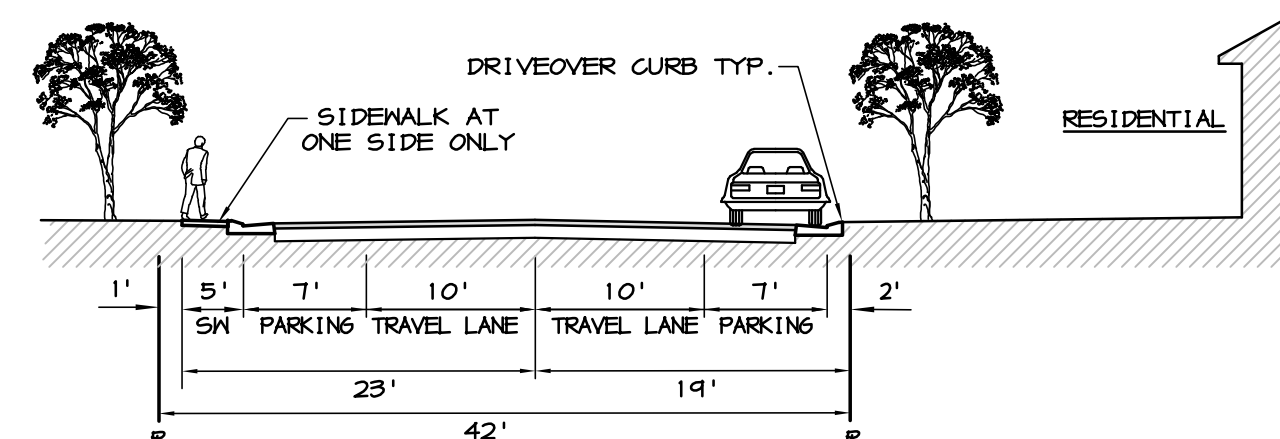 DRIVEOVER CURB TYP.
SIDEWALK AT
ONE SIDE ONLY
RESIDENTIAL
1' 5' 7' 10' 10' 7' 2'
SW PARKING TRAVEL LANE TRAVEL LANE PARKING
23' 19'
42'